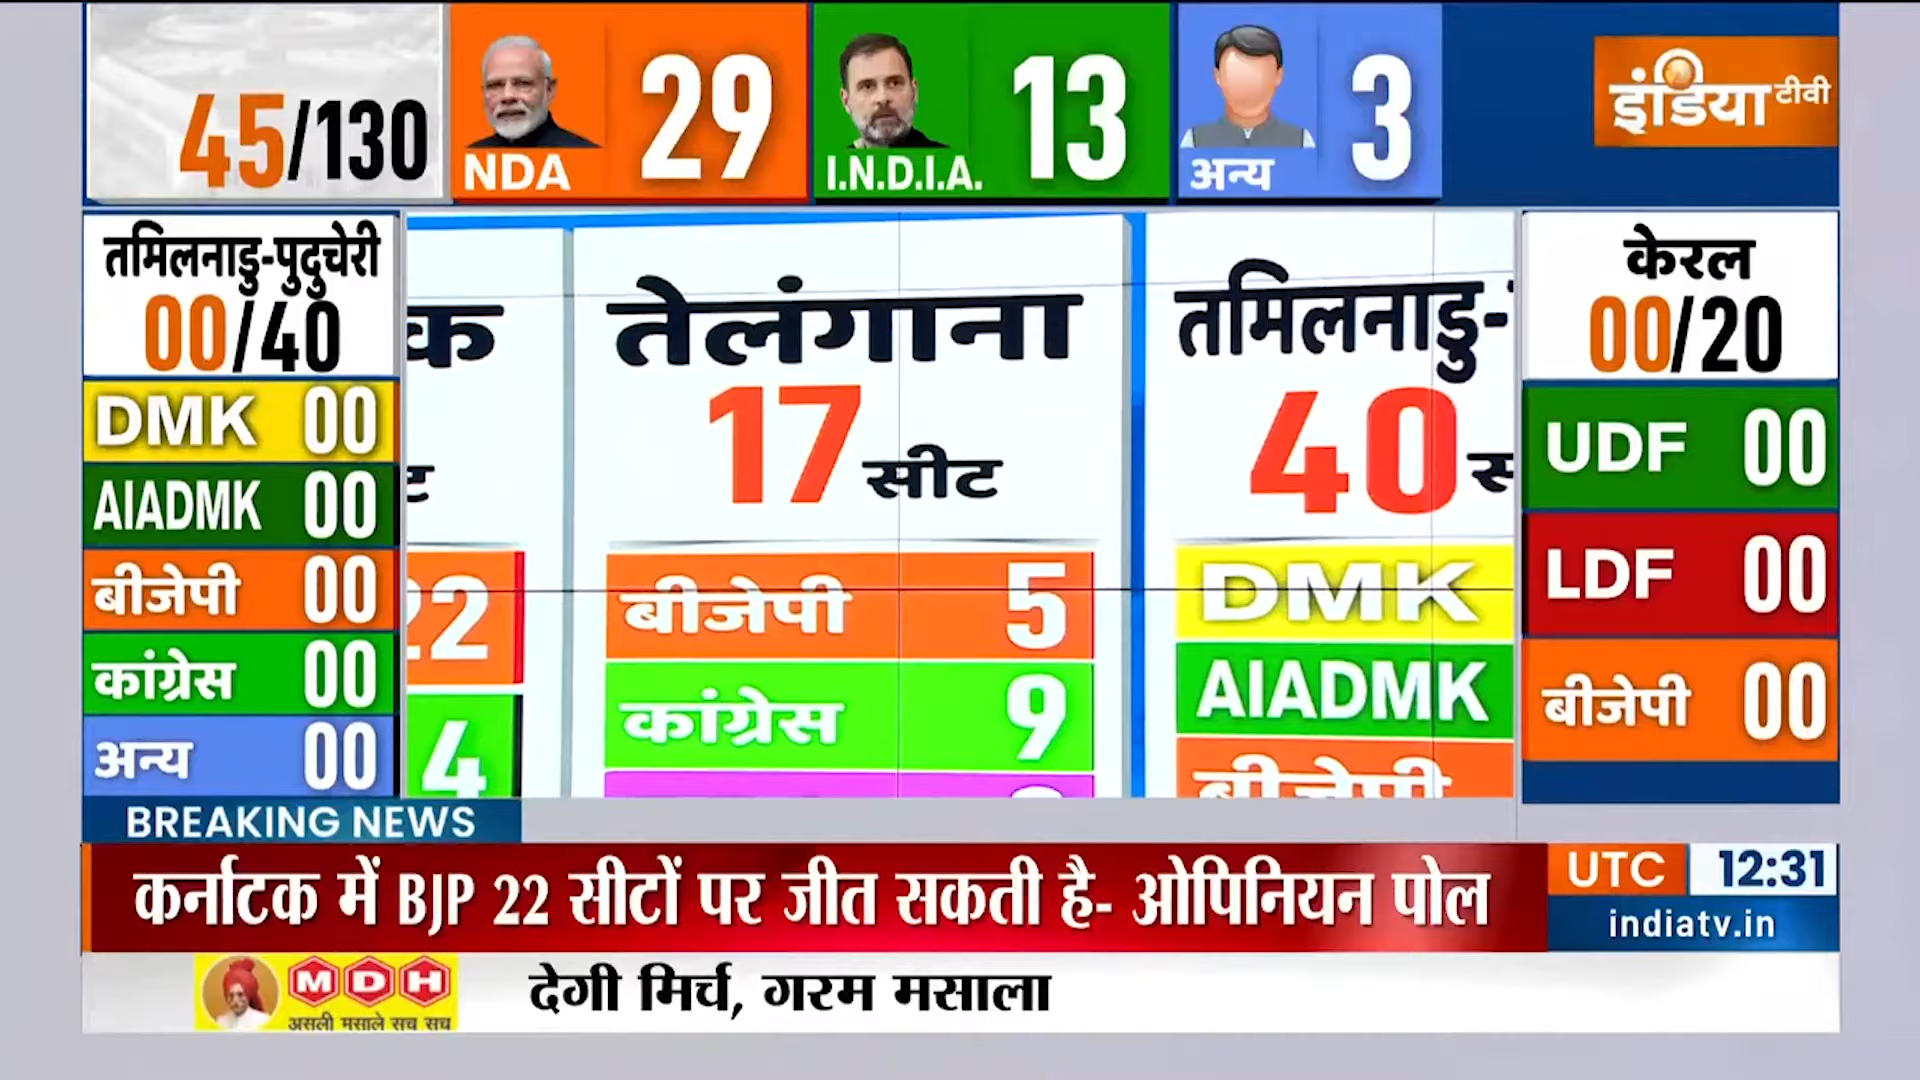 45/130
NDA 29
I.N.D.I.A. 13
अन्य 3
इंडिया टीवी
तमिलनाडु-पुदुचेरी
00/40
DMK 00
AIADMK 00
बीजेपी 00
कांग्रेस 00
अन्य 00
क
ट
22
4
तेलंगाना
17 सीट
बीजेपी 5
कांग्रेस 9
तमिलनाडु-
40 स
DMK
AIADMK
बीजेपी
केरल
00/20
UDF 00
LDF 00
बीजेपी 00
BREAKING NEWS
कर्नाटक में BJP 22 सीटों पर जीत सकती है- ओपिनियन पोल
UTC 12:31
indiatv.in
MDH
असली मसाले सच सच
देगी मिर्च, गरम मसाला